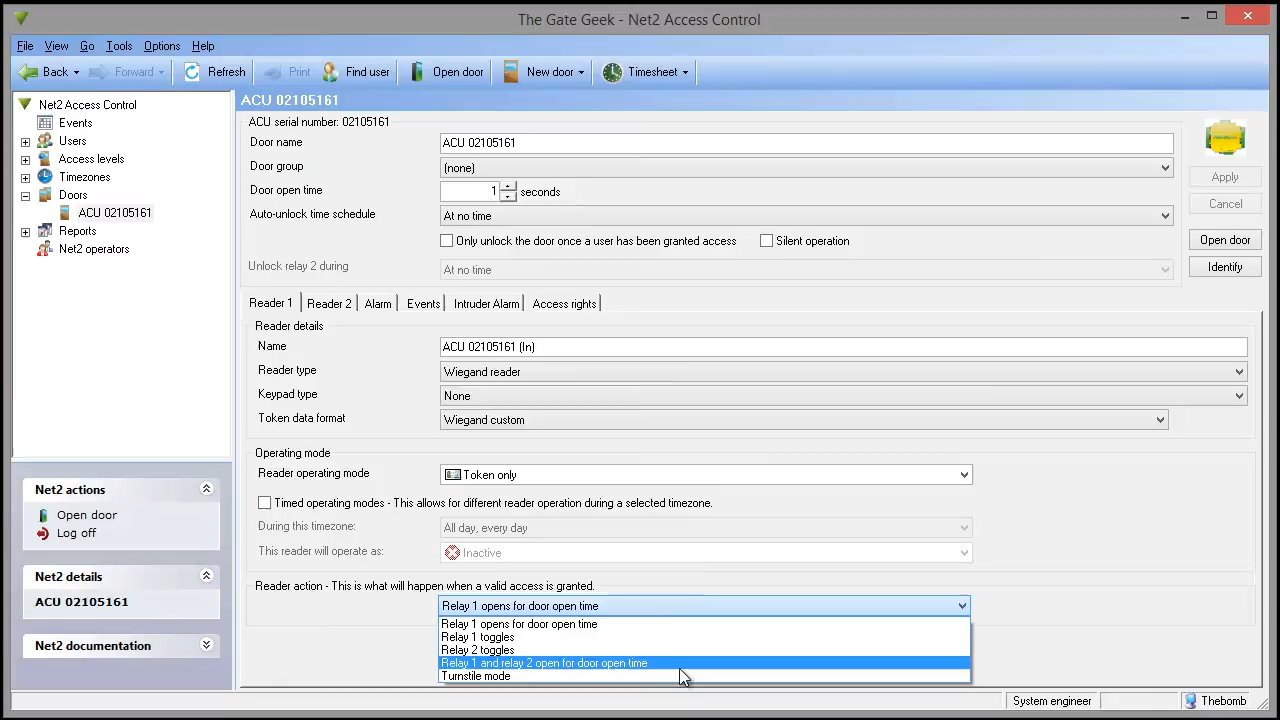 The Gate Geek - Net2 Access Control
File View Go Tools Options Help
Back Forward Refresh Print Find user Open door New door Timesheet
Net2 Access Control
Events
Users
Access levels
Timezones
Doors
ACU 02105161
Reports
Net2 operators
Net2 actions
Open door
Log off
Net2 details
ACU 02105161
Net2 documentation
ACU 02105161
ACU serial number: 02105161
Door name ACU 02105161
Door group (none)
Door open time 1 seconds
Auto-unlock time schedule At no time
Only unlock the door once a user has been granted access Silent operation
Unlock relay 2 during At no time
Apply
Cancel
Open door
Identify
Reader 1 Reader 2 Alarm Events Intruder Alarm Access rights
Reader details
Name ACU 02105161 (In)
Reader type Wiegand reader
Keypad type None
Token data format Wiegand custom
Operating mode
Reader operating mode Token only
Timed operating modes - This allows for different reader operation during a selected timezone.
During this timezone: All day, every day
This reader will operate as: Inactive
Reader action - This is what will happen when a valid access is granted.
Relay 1 opens for door open time
Relay 1 opens for door open time
Relay 1 toggles
Relay 2 toggles
Relay 1 and relay 2 open for door open time
Turnstile mode
System engineer Thebomb